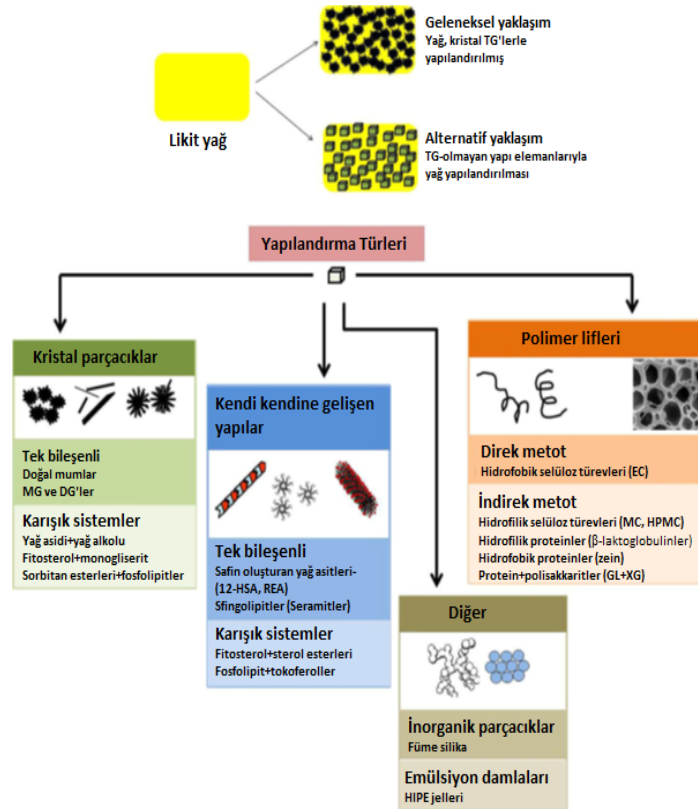 Geleneksel yaklaşım
Yağ, kristal TG'lerle
yapılandırılmış
Likit yağ
Alternatif yaklaşım
TG-olmayan yapı elemanlarıyla
yağ yapılandırılması
Yapılandırma Türleri
Kristal parçacıklar
Tek bileşenli
Doğal mumlar
MG ve DG'ler
Karışık sistemler
Yağ asidi+yağ alkolu
Fitosterol+monogliserit
Sorbitan esterleri+fosfolipitler
Kendi kendine gelişen
yapılar
Tek bileşenli
Safin oluşturan yağ asitleri-
(12-HSA, REA)
Sfingolipitler (Seramitler)
Karışık sistemler
Fitosterol+sterol esterleri
Fosfolipit+tokoferoller
Diğer
İnorganik parçacıklar
Füme silika
Emülsiyon damlaları
HIPE jelleri
Polimer lifleri
Direk metot
Hidrofobik selüloz türevleri (EC)
İndirek metot
Hidrofilik selüloz türevleri (MC, HPMC)
Hidrofilik proteinler (β-laktoglobulinler)
Hidrofobik proteinler (zein)
Protein+polisakkaritler (GL+XG)